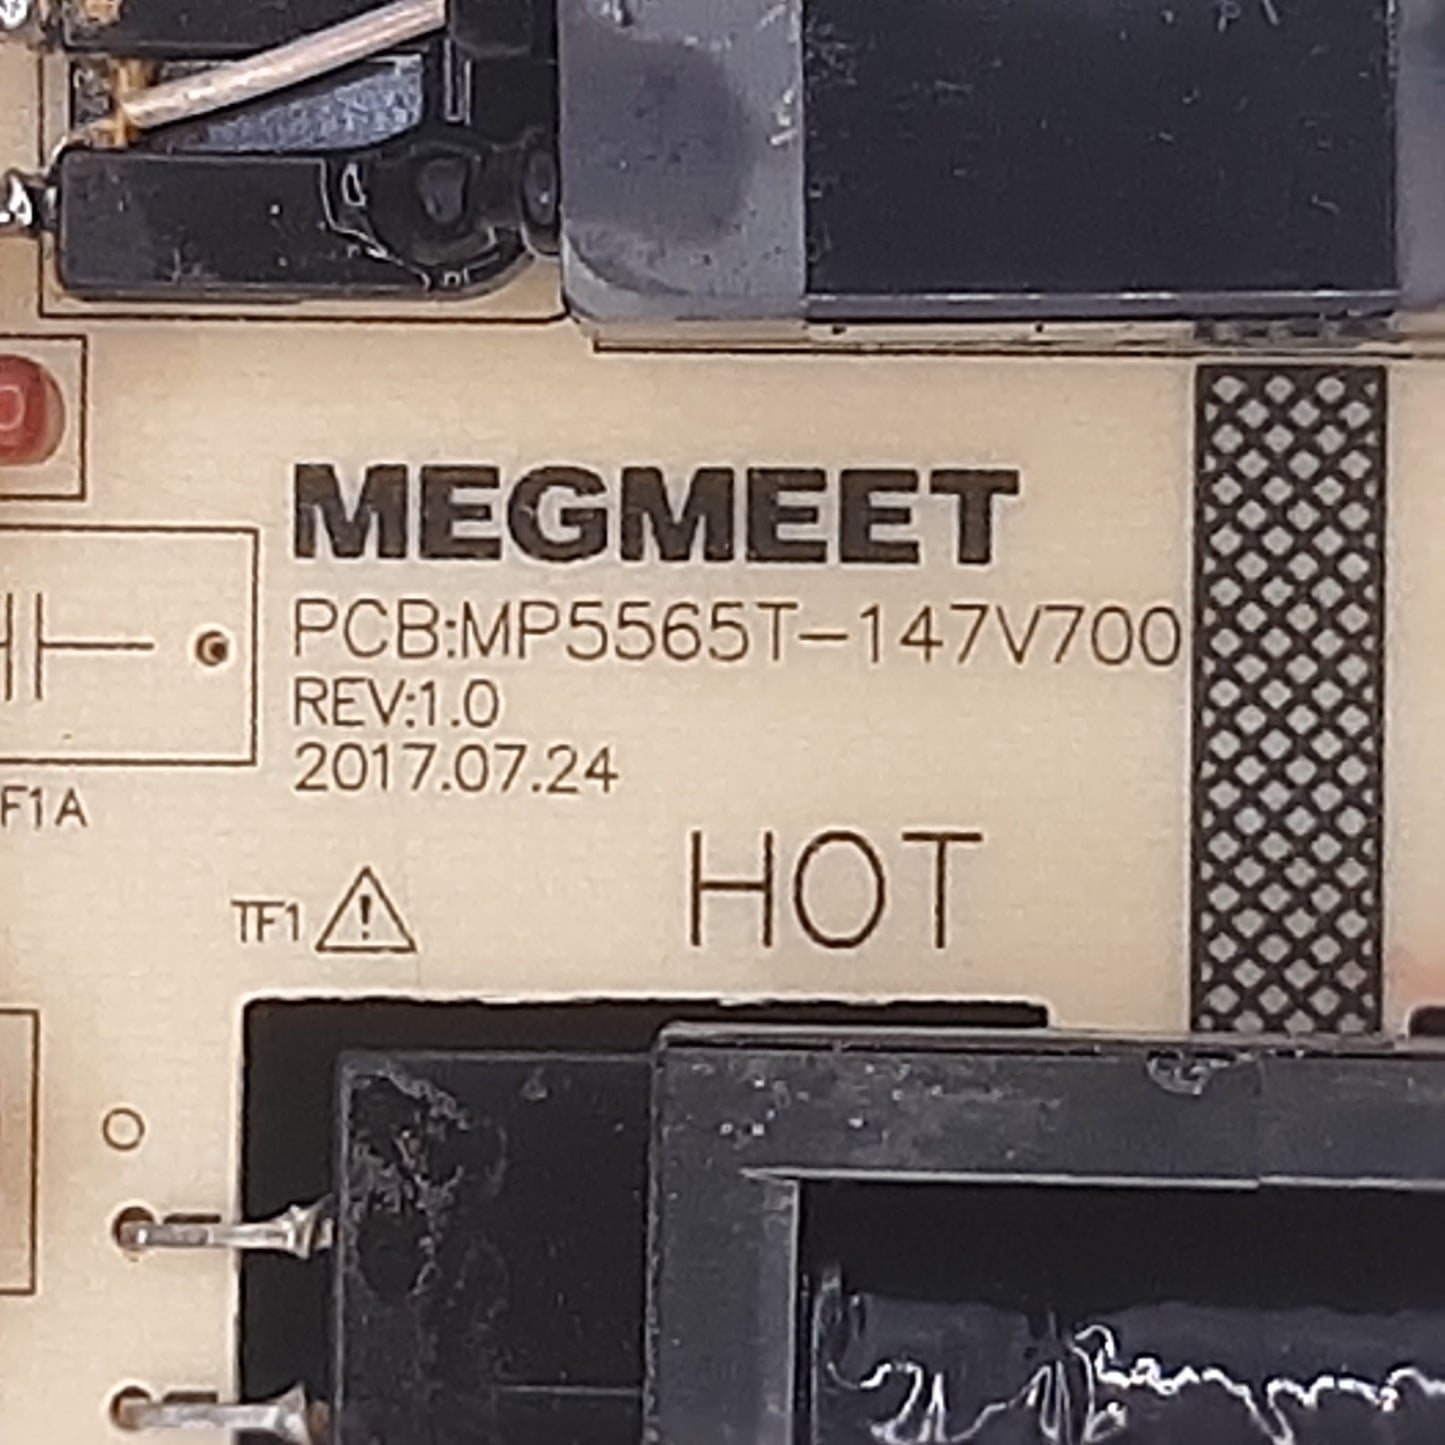 MEGMEET
PCB:MP5565T-147V700
REV:1.0
2017.07.24
F1A
HOT
TF1